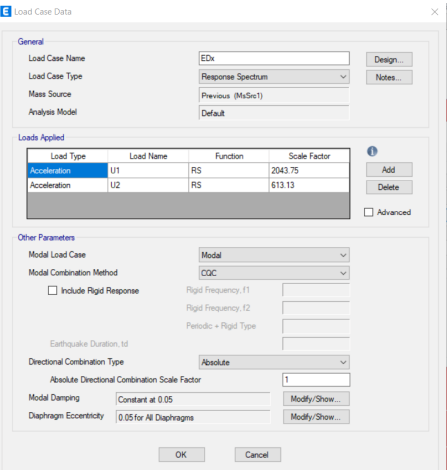 E Load Case Data
General
Load Case Name EDx Design...
Load Case Type Response Spectrum Notes...
Mass Source Previous (MsSrc1)
Analysis Model Default
Loads Applied
Load Type Load Name Function Scale Factor
Acceleration U1 RS 2043.75 Add
Acceleration U2 RS 613.13 Delete
Advanced
Other Parameters
Modal Load Case Modal
Modal Combination Method CQC
Include Rigid Response Rigid Frequency, f1
Rigid Frequency, f2
Periodic + Rigid Type
Earthquake Duration, td
Directional Combination Type Absolute
Absolute Directional Combination Scale Factor 1
Modal Damping Constant at 0.05 Modify/Show...
Diaphragm Eccentricity 0.05 for All Diaphragms Modify/Show...
OK Cancel